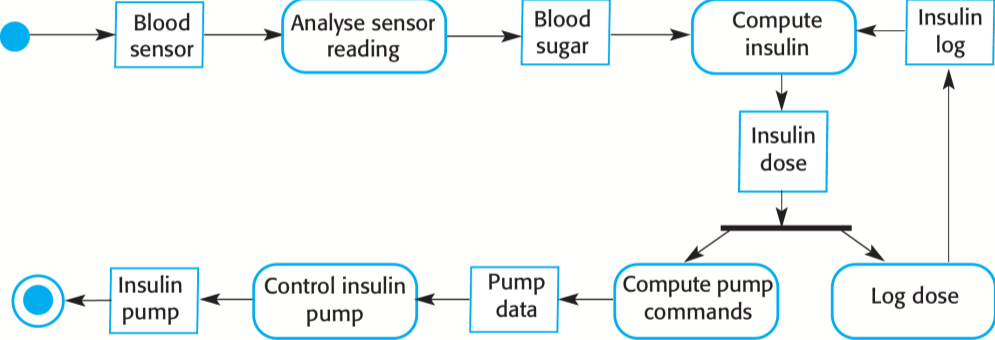 Blood
sensor
Analyse sensor
reading
Blood
sugar
Compute
insulin
Insulin
log
Insulin
dose
Insulin
pump
Control insulin
pump
Pump
data
Compute pump
commands
Log dose